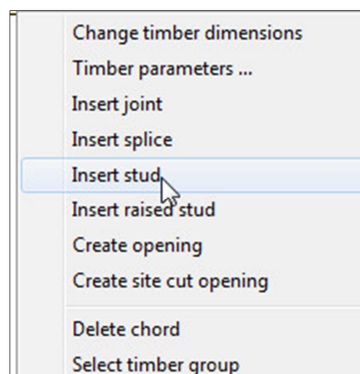 Change timber dimensions
Timber parameters ...
Insert joint
Insert splice
Insert stud
Insert raised stud
Create opening
Create site cut opening
Delete chord
Select timber group